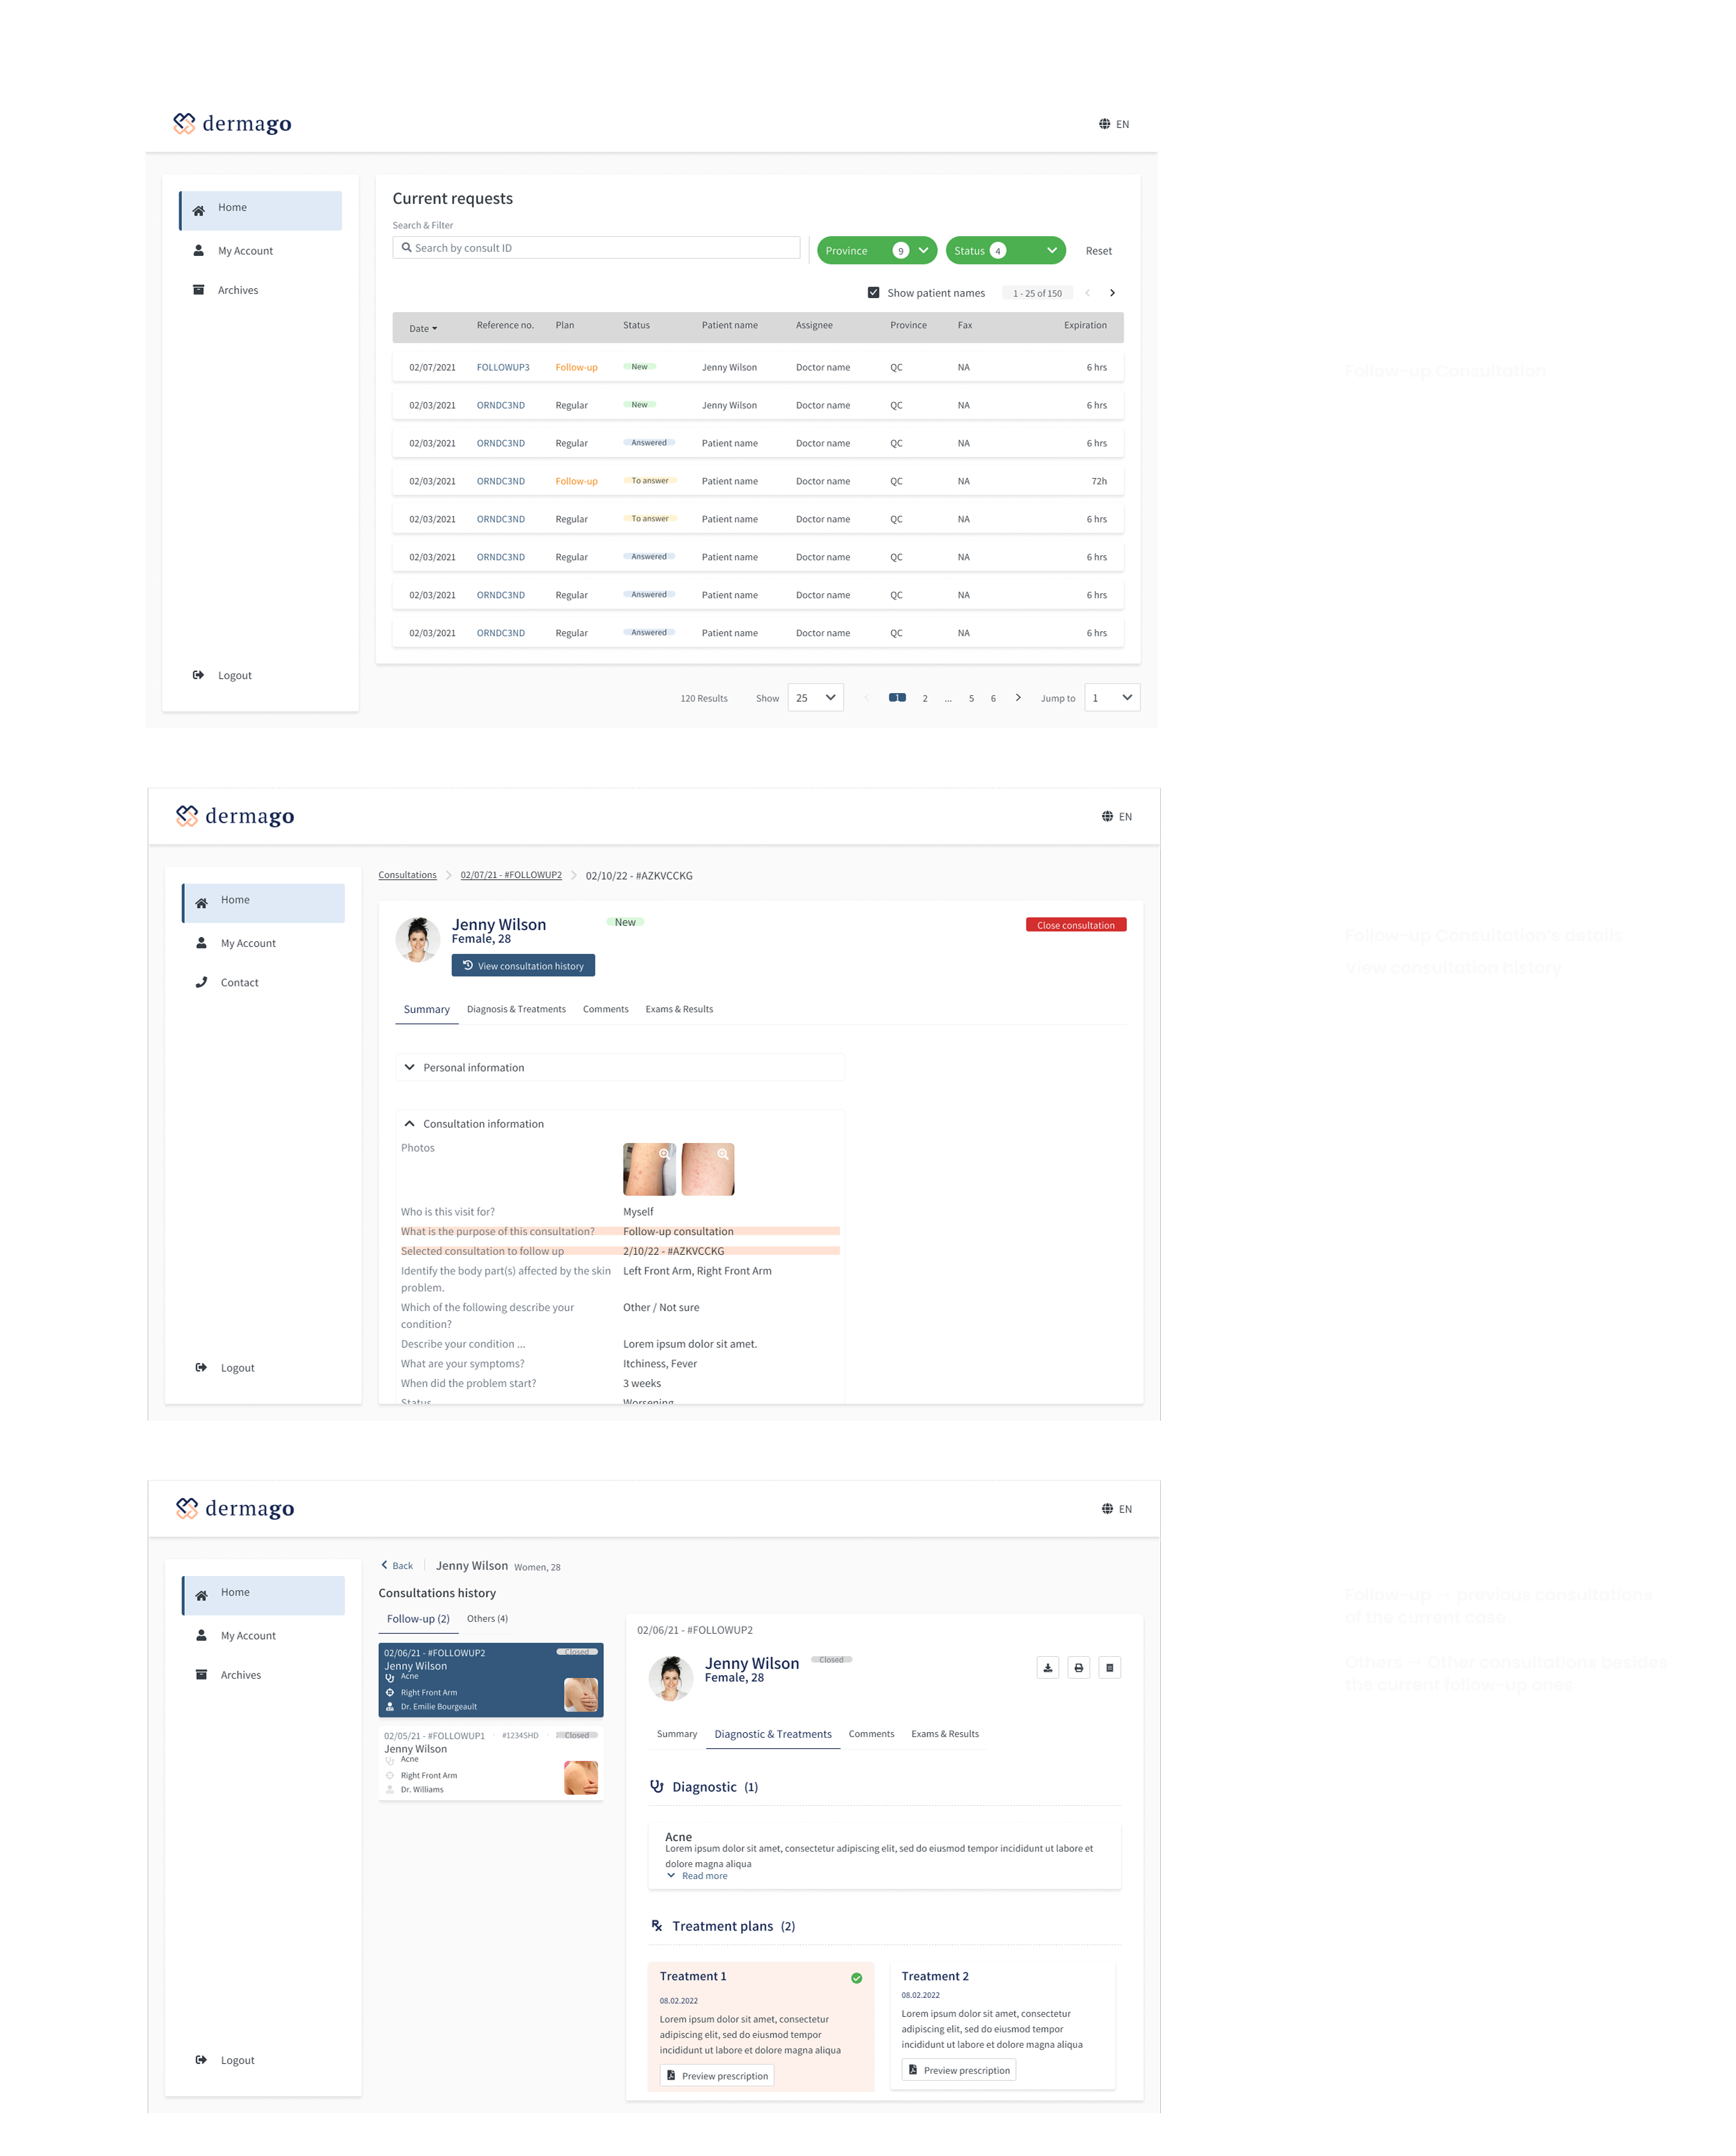 dermago
EN
Home
My Account
Archives
Logout
Current requests
Search & Filter
Search by consult ID
Province 9
Status 4
Reset
Show patient names
1 - 25 of 150
Date Reference no. Plan Status Patient name Assignee Province Fax Expiration
02/07/2021 FOLLOWUP3 Follow-up New Jenny Wilson Doctor name QC NA 6 hrs
02/03/2021 ORNDC3ND Regular New Jenny Wilson Doctor name QC NA 6 hrs
02/03/2021 ORNDC3ND Regular Answered Patient name Doctor name QC NA 6 hrs
02/03/2021 ORNDC3ND Follow-up To answer Patient name Doctor name QC NA 72h
02/03/2021 ORNDC3ND Regular To answer Patient name Doctor name QC NA 6 hrs
02/03/2021 ORNDC3ND Regular Answered Patient name Doctor name QC NA 6 hrs
02/03/2021 ORNDC3ND Regular Answered Patient name Doctor name QC NA 6 hrs
02/03/2021 ORNDC3ND Regular Answered Patient name Doctor name QC NA 6 hrs
120 Results Show 25 1 2 ... 5 6 Jump to 1
Follow-up Consultation
dermago
EN
Home
My Account
Contact
Logout
Consultations 02/07/21 - #FOLLOWUP2 02/10/22 - #AZKVCCKG
Jenny Wilson
New
Close consultation
Female, 28
View consultation history
Summary Diagnosis & Treatments Comments Exams & Results
Personal information
Consultation information
Photos
Who is this visit for? Myself
What is the purpose of this consultation? Follow-up consultation
Selected consultation to follow up 2/10/22 - #AZKVCCKG
Identify the body part(s) affected by the skin Left Front Arm, Right Front Arm
problem.
Which of the following describe your Other / Not sure
condition?
Describe your condition ... Lorem ipsum dolor sit amet.
What are your symptoms? Itchiness, Fever
When did the problem start? 3 weeks
Status Worsening
Follow-up Consultation's details
View consultation history
dermago
EN
Home
My Account
Archives
Logout
Back Jenny Wilson Women, 28
Consultations history
Follow-up (2) Others (4)
02/06/21 - #FOLLOWUP2 Closed
Jenny Wilson
Acne
Right Front Arm
Dr. Emilie Bourgeault
02/05/21 - #FOLLOWUP1 · #1234SHD · Closed
Jenny Wilson
Acne
Right Front Arm
Dr. Williams
02/06/21 - #FOLLOWUP2
Jenny Wilson Closed
Female, 28
Summary Diagnostic & Treatments Comments Exams & Results
Diagnostic (1)
Acne
Lorem ipsum dolor sit amet, consectetur adipiscing elit, sed do eiusmod tempor incididunt ut labore et
dolore magna aliqua
Read more
Treatment plans (2)
Treatment 1
08.02.2022
Lorem ipsum dolor sit amet, consectetur
adipiscing elit, sed do eiusmod tempor
incididunt ut labore et dolore magna aliqua
Preview prescription
Treatment 2
08.02.2022
Lorem ipsum dolor sit amet, consectetur
adipiscing elit, sed do eiusmod tempor
incididunt ut labore et dolore magna aliqua
Preview prescription
Follow-up → previous consultations
of the current case
Others → Other consultations besides
the current follow-up ones